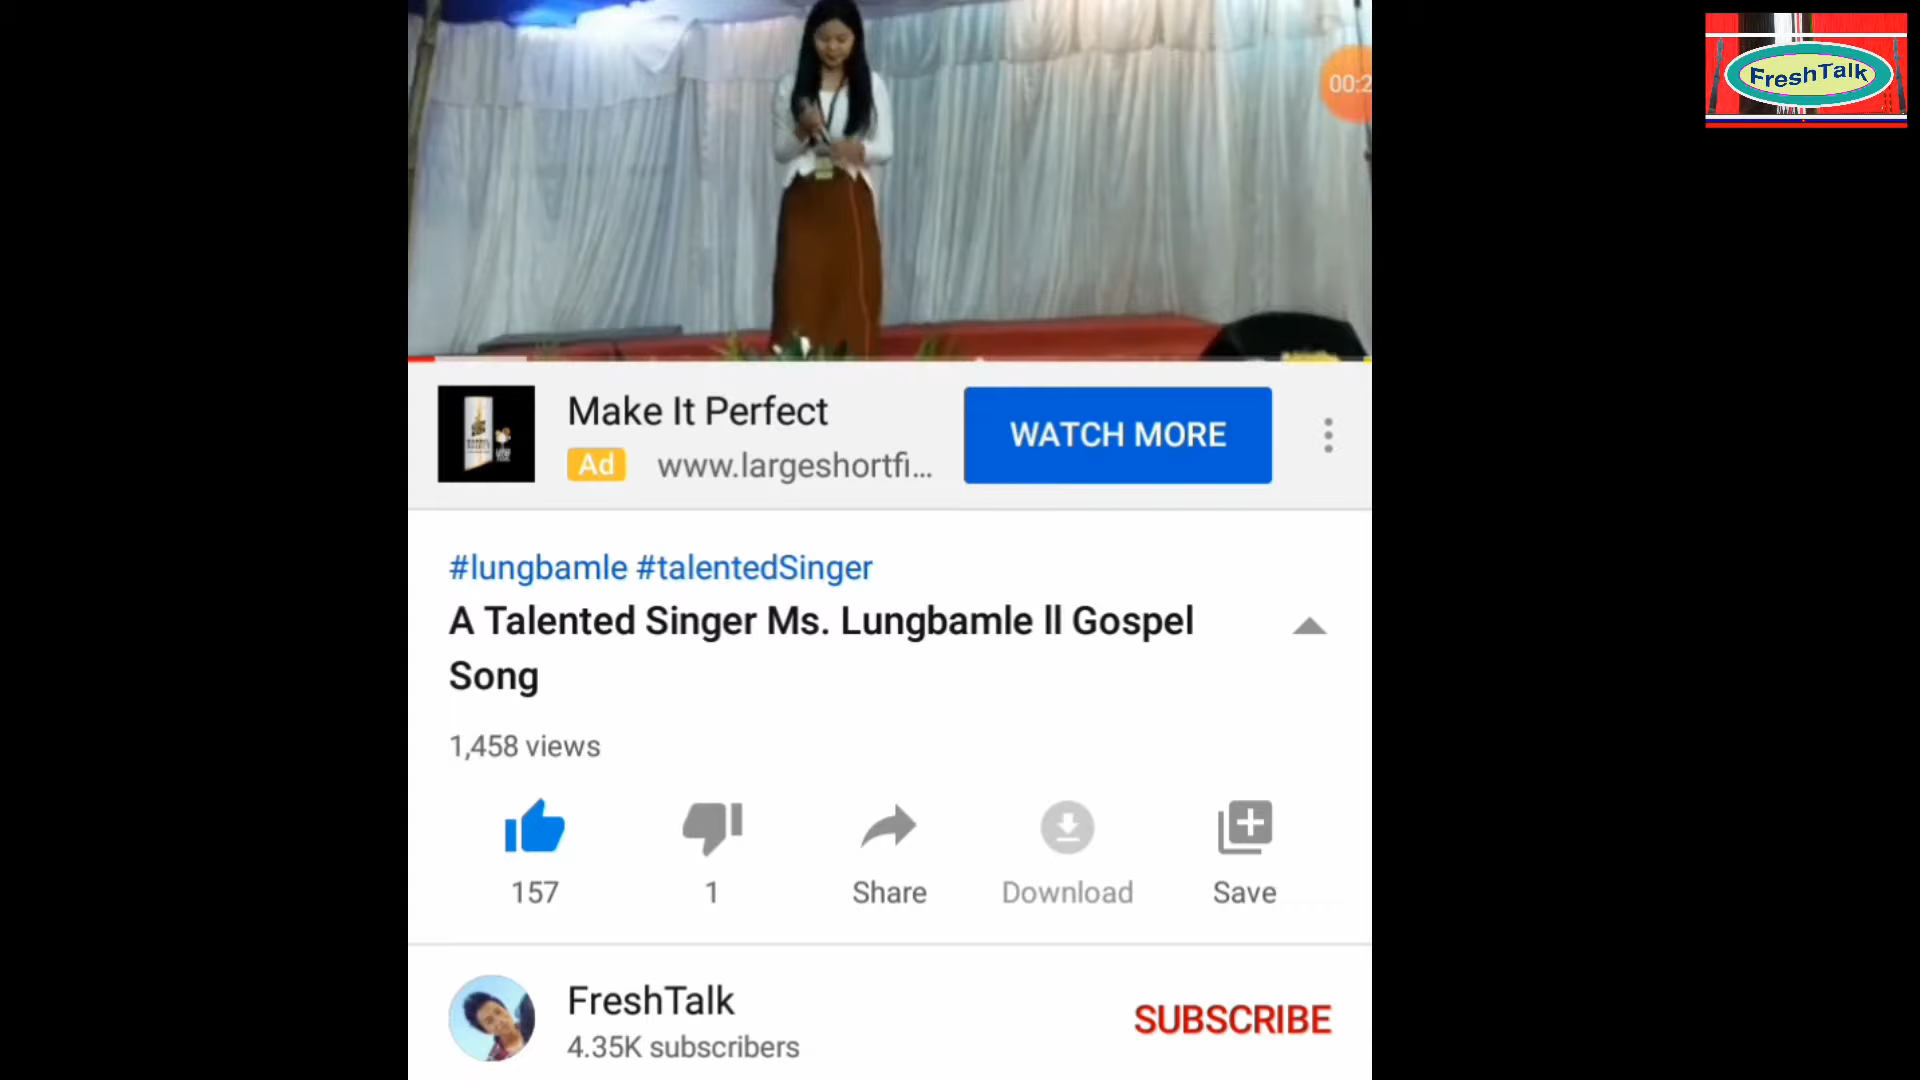 00:2
FreshTalk
Make It Perfect
WATCH MORE
Ad www.largeshortfi...
#lungbamle #talentedSinger
A Talented Singer Ms. Lungbamle ll Gospel
Song
1,458 views
157
1
Share
Download
Save
FreshTalk
SUBSCRIBE
4.35K subscribers